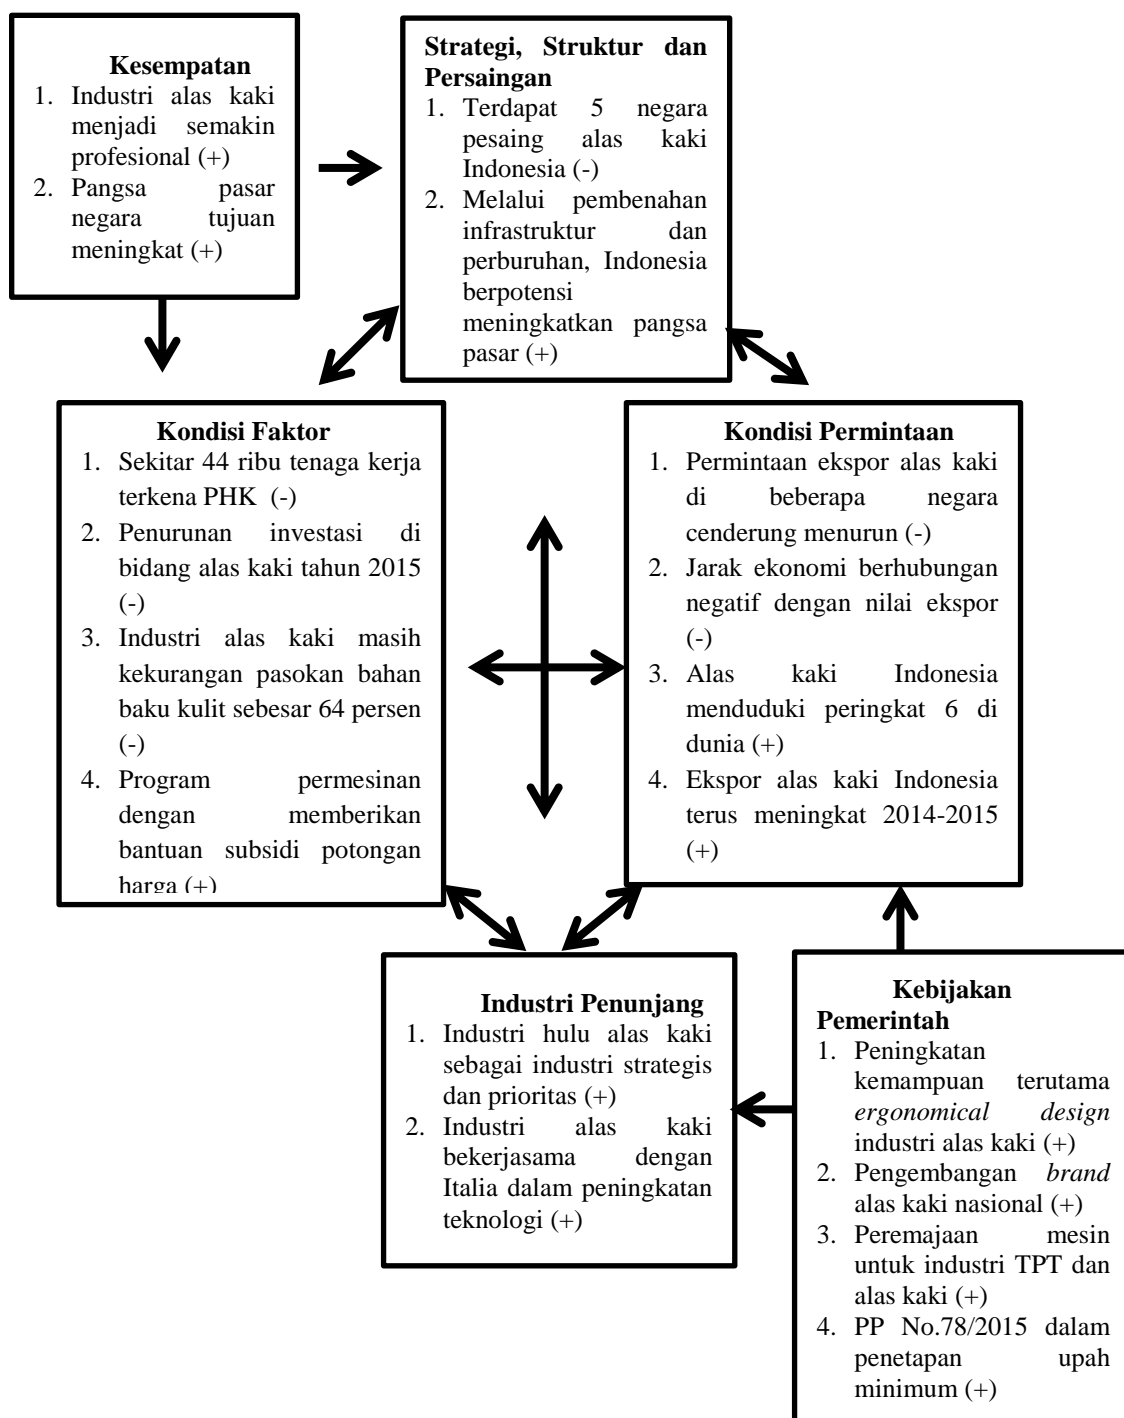 Kesempatan
1. Industri alas kaki
menjadi semakin
profesional (+)
2. Pangsa pasar
negara tujuan
meningkat (+)
Strategi, Struktur dan
Persaingan
1. Terdapat 5 negara
pesaing alas kaki
Indonesia (-)
2. Melalui pembenahan
infrastruktur dan
perburuhan, Indonesia
berpotensi
meningkatkan pangsa
pasar (+)
Kondisi Faktor
1. Sekitar 44 ribu tenaga kerja
terkena PHK (-)
2. Penurunan investasi di
bidang alas kaki tahun 2015
(-)
3. Industri alas kaki masih
kekurangan pasokan bahan
baku kulit sebesar 64 persen
(-)
4. Program permesinan
dengan memberikan
bantuan subsidi potongan
harga (+)
Kondisi Permintaan
1. Permintaan ekspor alas kaki
di beberapa negara
cenderung menurun (-)
2. Jarak ekonomi berhubungan
negatif dengan nilai ekspor
(-)
3. Alas kaki Indonesia
menduduki peringkat 6 di
dunia (+)
4. Ekspor alas kaki Indonesia
terus meningkat 2014-2015
(+)
Industri Penunjang
1. Industri hulu alas kaki
sebagai industri strategis
dan prioritas (+)
2. Industri alas kaki
bekerjasama dengan
Italia dalam peningkatan
teknologi (+)
Kebijakan
Pemerintah
1. Peningkatan
kemampuan terutama
ergonomical design
industri alas kaki (+)
2. Pengembangan brand
alas kaki nasional (+)
3. Peremajaan mesin
untuk industri TPT dan
alas kaki (+)
4. PP No.78/2015 dalam
penetapan upah
minimum (+)